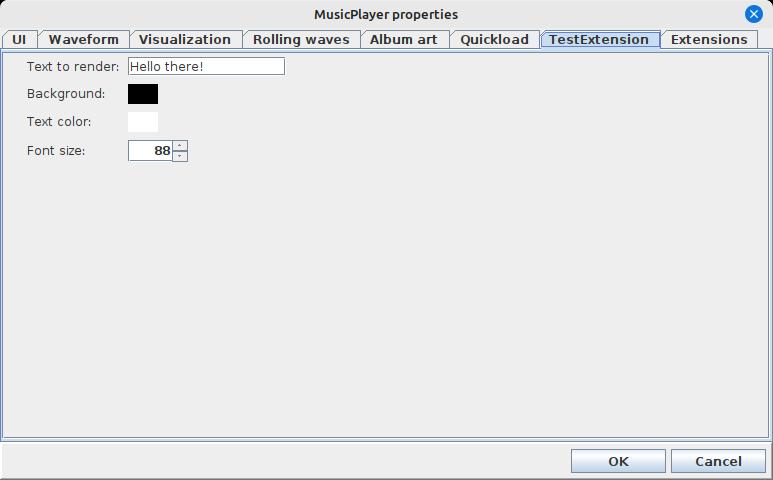 MusicPlayer properties
UI Waveform Visualization Rolling waves Album art Quickload TestExtension Extensions
Text to render: Hello there!
Background:
Text color:
Font size: 88
OK Cancel